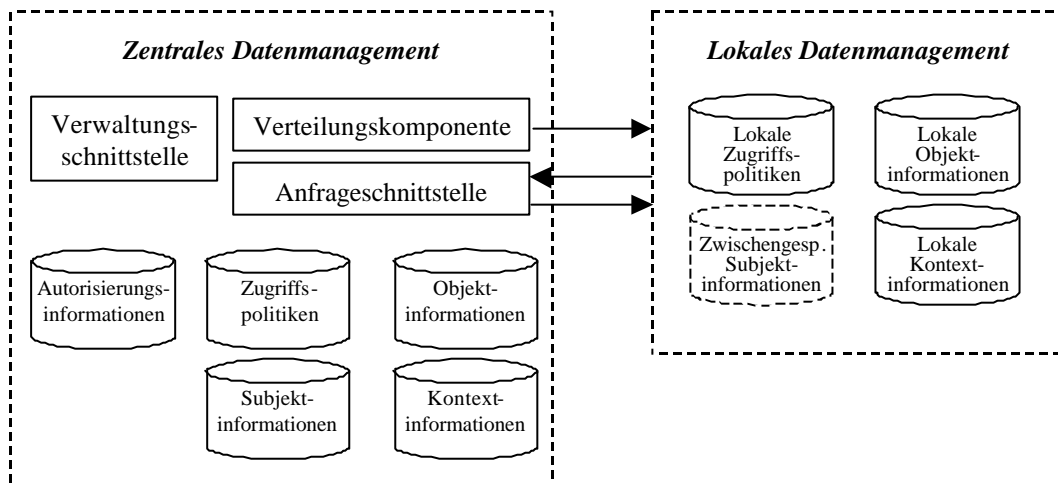 Zentrales Datenmanagement
Verwaltungs-
schnittstelle
Verteilungskomponente
Anfrageschnittstelle
Autorisierungs-
informationen
Zugriffs-
politiken
Objekt-
informationen
Subjekt-
informationen
Kontext-
informationen
Lokales Datenmanagement
Lokale
Zugriffs-
politiken
Lokale
Objekt-
informationen
Zwischengesp.
Subjekt-
informationen
Lokale
Kontext-
informationen